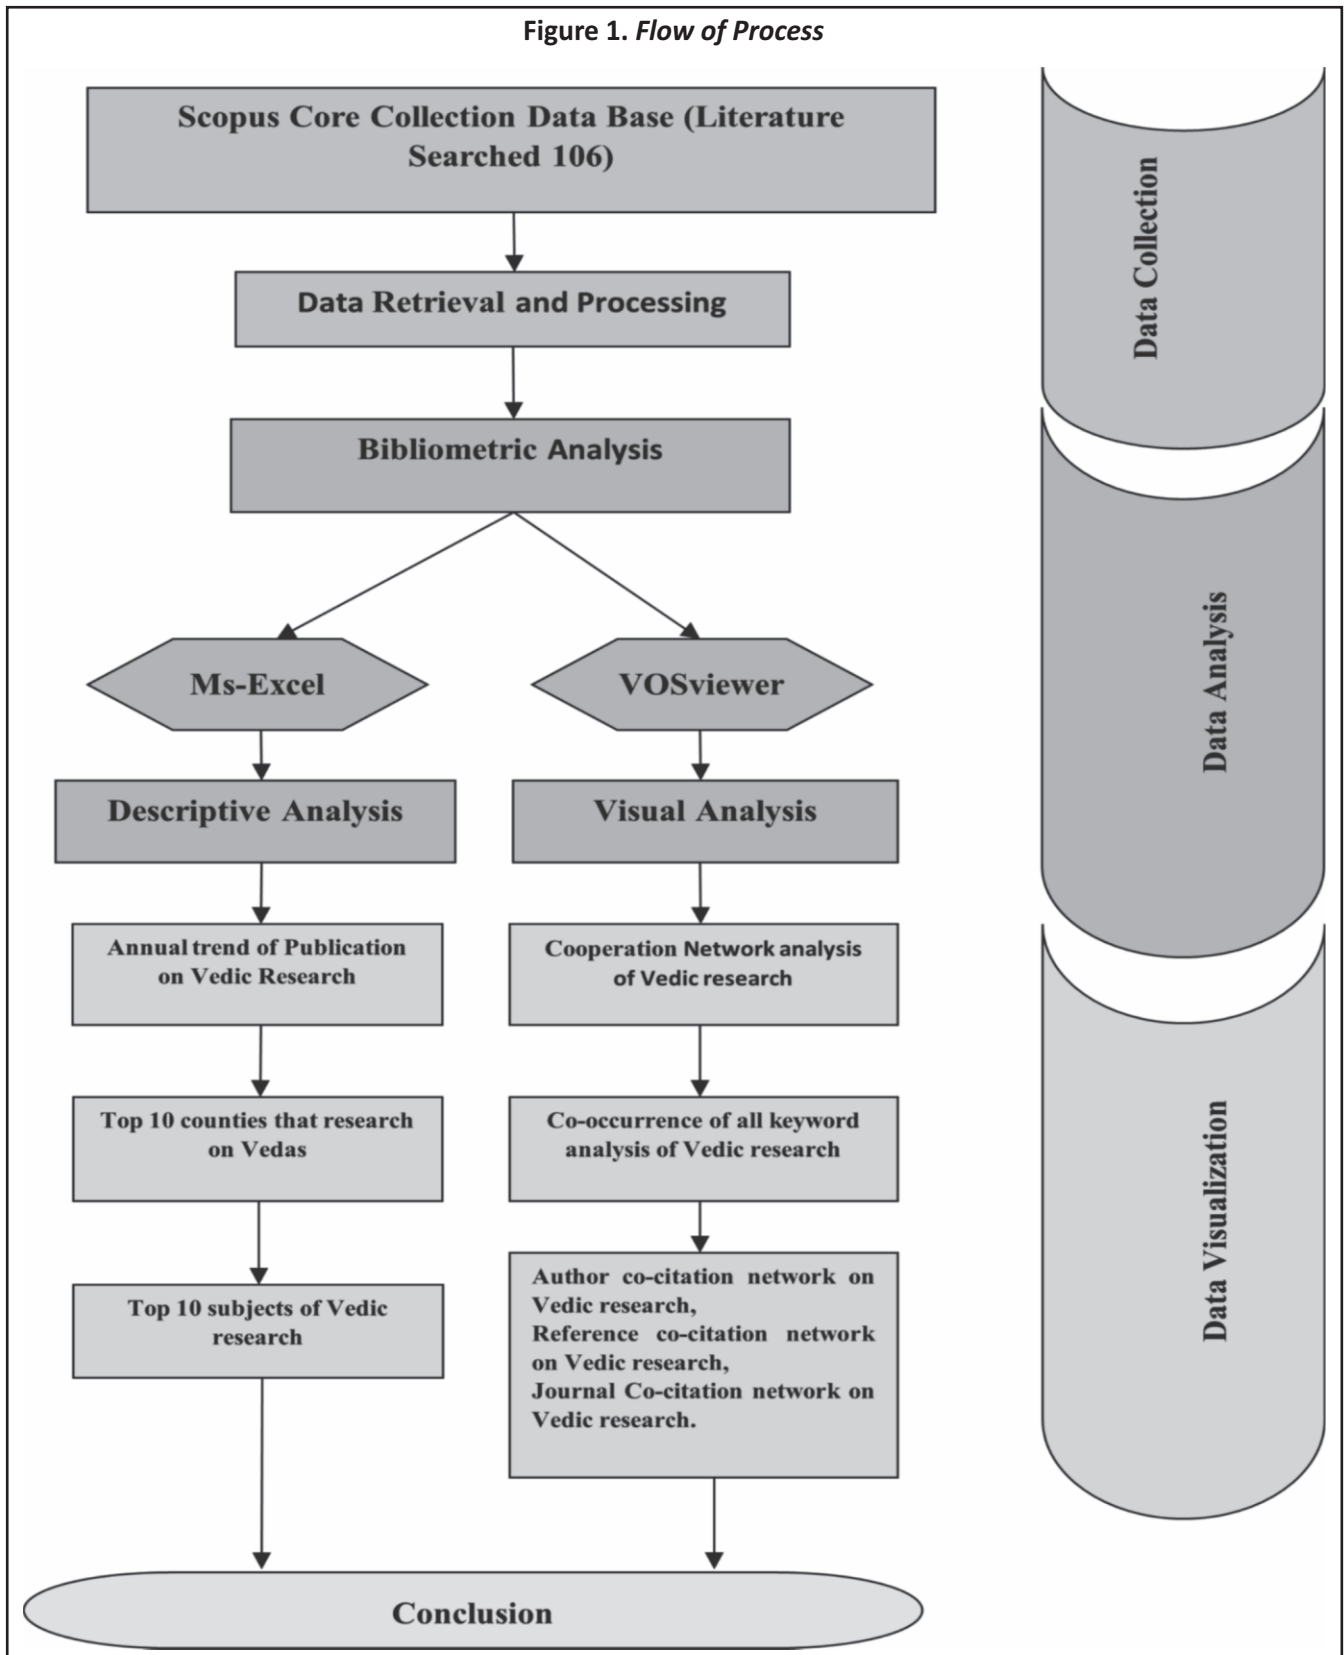 Figure 1. Flow of Process
Scopus Core Collection Data Base (Literature
Searched 106)
Data Retrieval and Processing
Bibliometric Analysis
Ms-Excel
VOSviewer
Descriptive Analysis
Visual Analysis
Annual trend of Publication
on Vedic Research
Cooperation Network analysis
of Vedic research
Top 10 counties that research
on Vedas
Co-occurrence of all keyword
analysis of Vedic research
Top 10 subjects of Vedic
research
Author co-citation network on
Vedic research,
Reference co-citation network
on Vedic research,
Journal Co-citation network on
Vedic research.
Conclusion
Data Collection
Data Analysis
Data Visualization